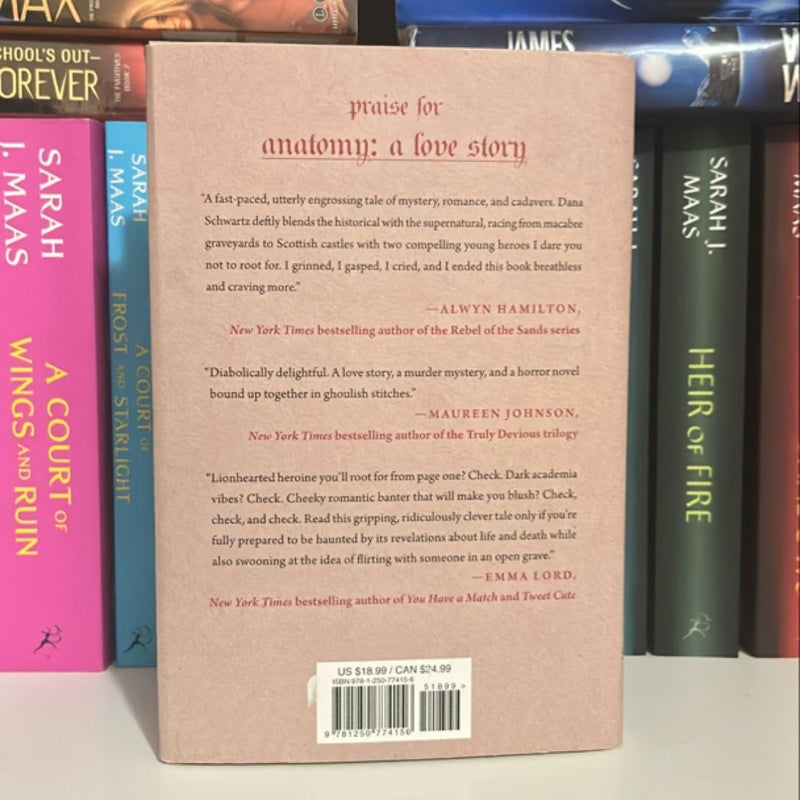 MAX
SCHOOL'S OUT—
FOREVER
JAMES
SARAH
J. MAAS
A COURT OF
WINGS AND RUIN
SARAH
J. MAAS
A COURT OF
FROST AND STARLIGHT
praise for
anatomy: a love story
"A fast-paced, utterly engrossing tale of mystery, romance, and cadavers. Dana
Schwartz deftly blends the historical with the supernatural, racing from macabre
graveyards to Scottish castles with two compelling young heroes I dare you
not to root for. I grinned, I gasped, I cried, and I ended this book breathless
and craving more."
—ALWYN HAMILTON,
New York Times bestselling author of the Rebel of the Sands series
"Diabolically delightful. A love story, a murder mystery, and a horror novel
bound up together in ghoulish stitches."
—MAUREEN JOHNSON,
New York Times bestselling author of the Truly Devious trilogy
"Lionhearted heroine you'll root for from page one? Check. Dark academia
vibes? Check. Cheeky romantic banter that will make you blush? Check,
check, and check. Read this gripping, ridiculously clever tale only if you're
fully prepared to be haunted by its revelations about life and death while
also swooning at the idea of flirting with someone in an open grave."
—EMMA LORD,
New York Times bestselling author of You Have a Match and Tweet Cute
US $18.99 / CAN $24.99
ISBN 978-1-250-77415-6
51899 >
9 781250 774156
SARAH J.
MAAS
HEIR OF FIRE